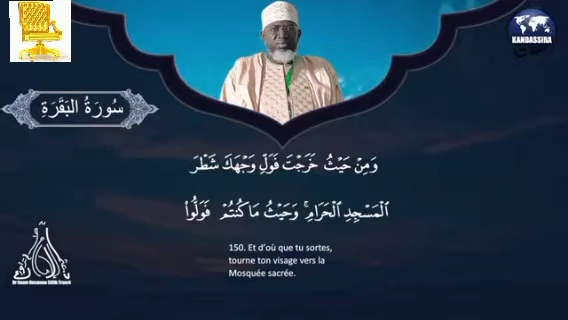 KANDASSIRA
سُورَةُ البَقَرَةِ
وَمِنْ حَيْثُ خَرَجْتَ فَوَلِّ وَجْهَكَ شَطْرَ
الْمَسْجِدِ الْحَرَامِ ۚ وَحَيْثُ مَا كُنتُمْ فَوَلُّوا
150. Et d’où que tu sortes,
tourne ton visage vers la
Mosquée sacrée.